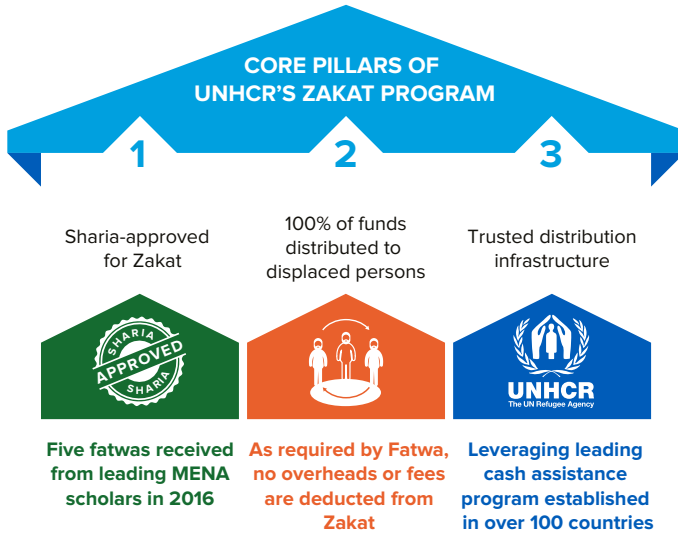 CORE PILLARS OF
UNHCR'S ZAKAT PROGRAM
1
2
3
Sharia-approved
for Zakat
100% of funds
distributed to
displaced persons
Trusted distribution
infrastructure
SHARIA
APPROVED
SHARIA
UNHCR
The UN Refugee Agency
Five fatwas received
from leading MENA
scholars in 2016
As required by Fatwa,
no overheads or fees
are deducted from
Zakat
Leveraging leading
cash assistance
program established
in over 100 countries